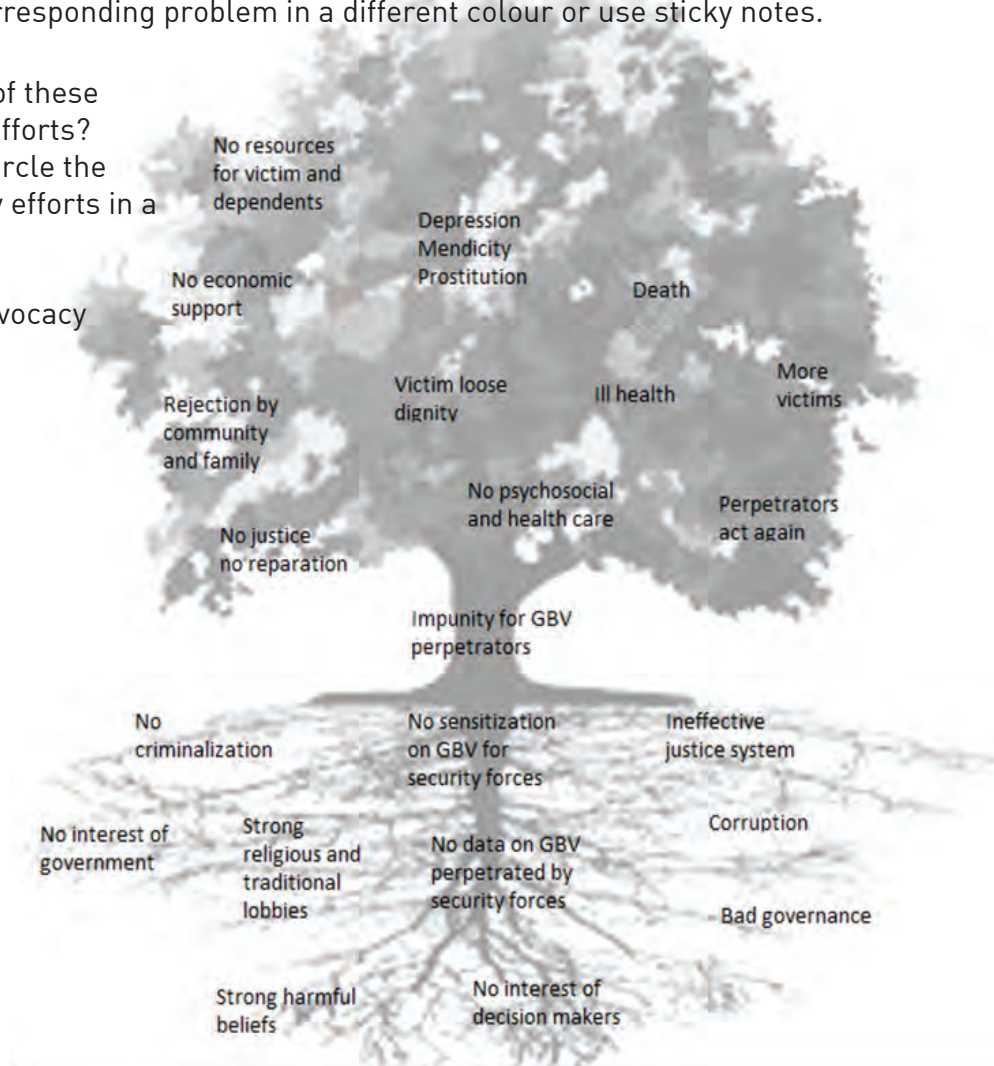 rresponding problem in a different colour or use sticky notes.
of these
efforts?
rcle the
y efforts in a
vocacy
No resources
for victim and
dependents
Depression
Mendicity
Prostitution
No economic
support
Death
Rejection by
community
and family
Victim loose
dignity
Ill health
More
victims
No psychosocial
and health care
Perpetrators
act again
No justice
no reparation
Impunity for GBV
perpetrators
No
criminalization
No sensitization
on GBV for
security forces
Ineffective
justice system
No interest of
government
Strong
religious and
traditional
lobbies
No data on GBV
perpetrated by
security forces
Corruption
Bad governance
Strong harmful
beliefs
No interest of
decision makers